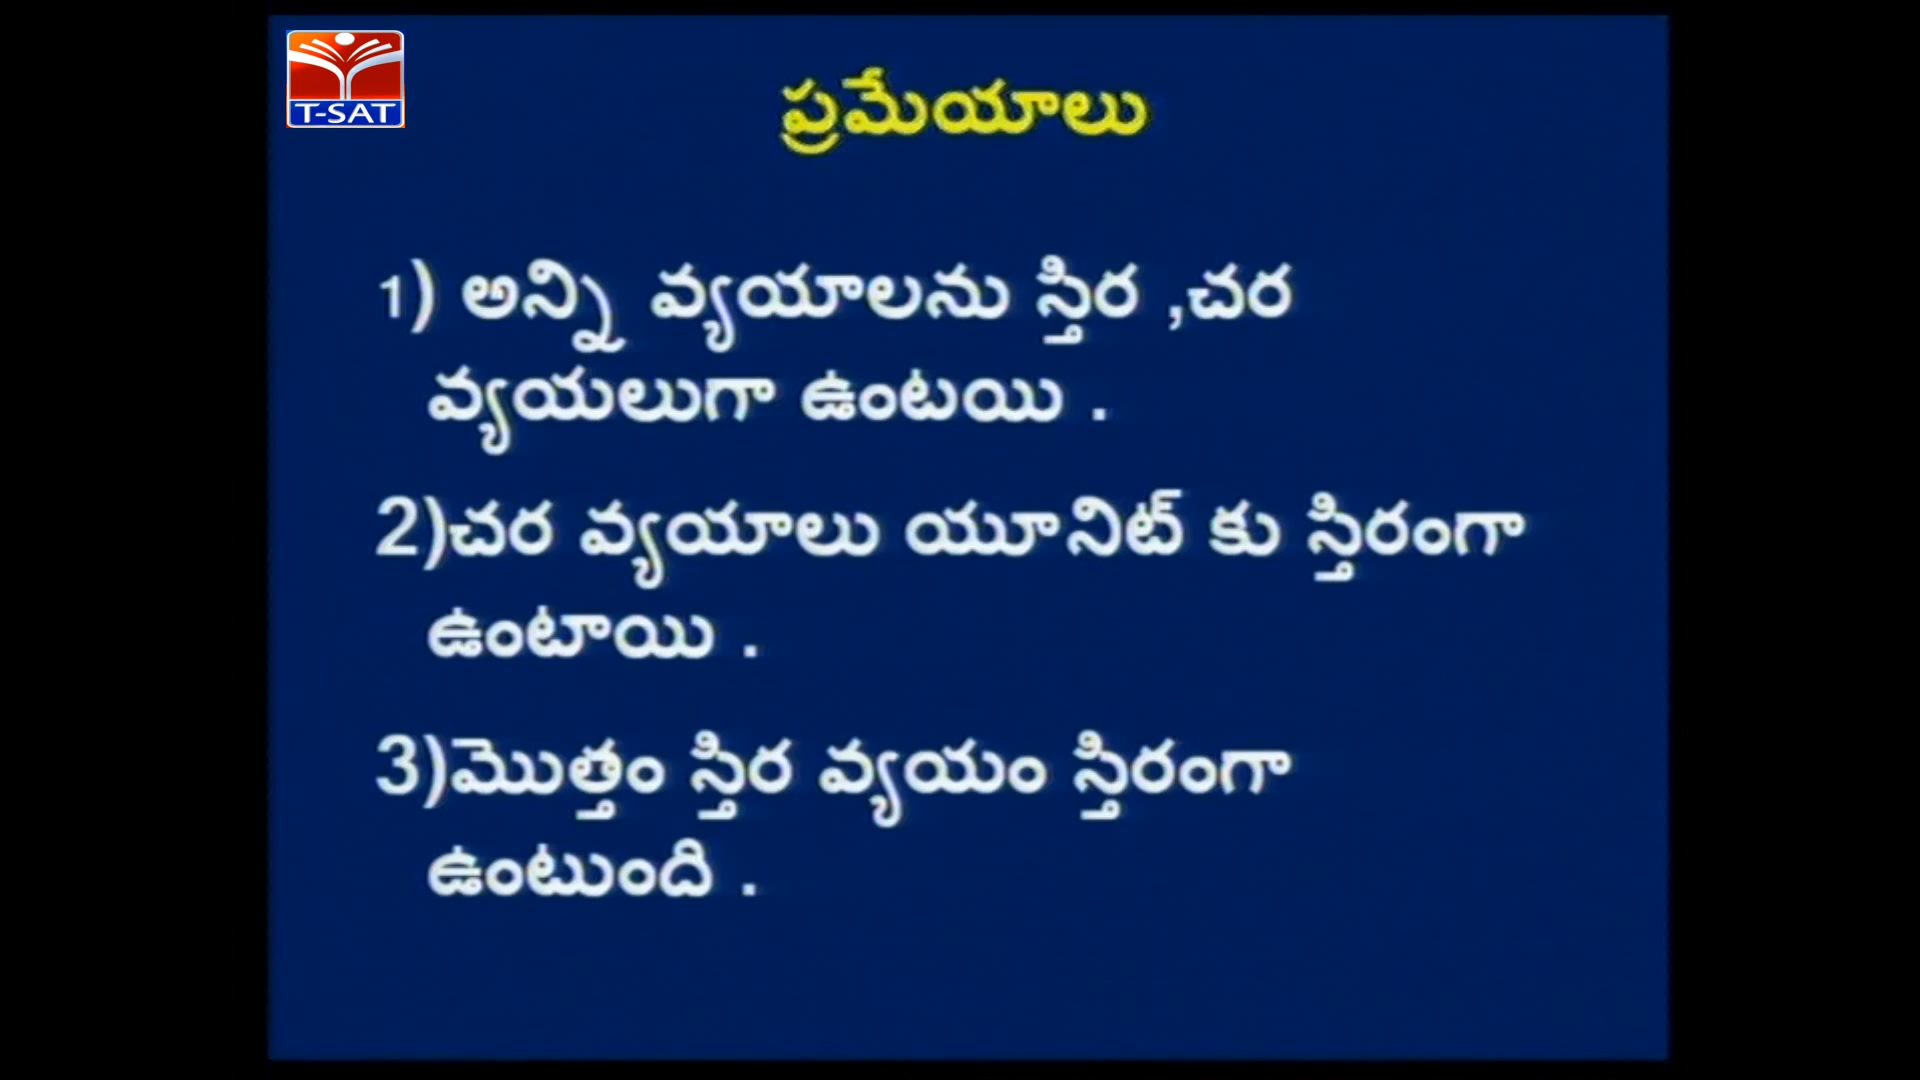 T-SAT
ప్రమేయాలు
1) అన్ని వ్యయాలను స్తిర ,చర
వ్యయలుగా ఉంటయి .
2)చర వ్యయాలు యూనిట్ కు స్తిరంగా
ఉంటాయి .
3)మొత్తం స్తిర వ్యయం స్తిరంగా
ఉంటుంది .